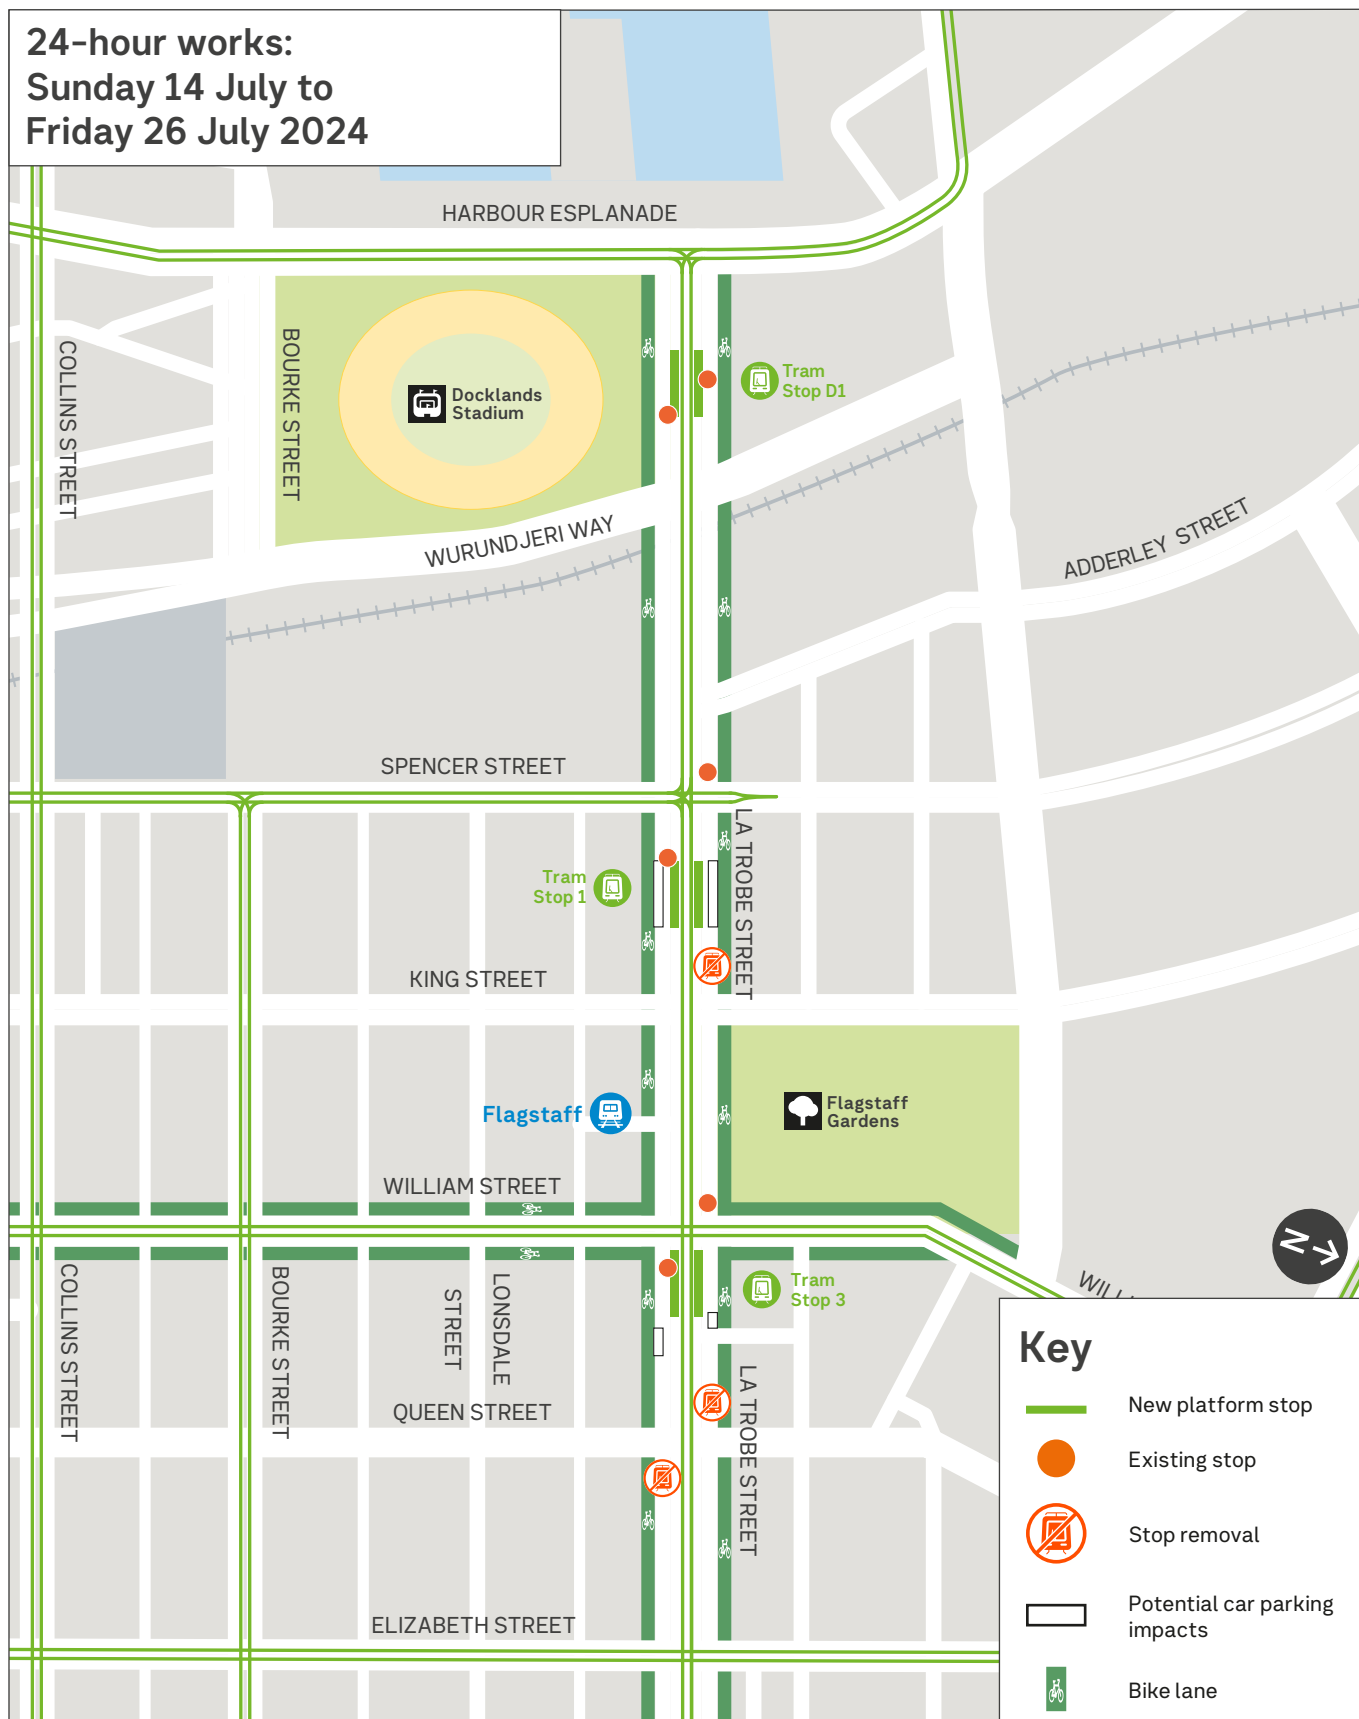 24-hour works:
Sunday 14 July to
Friday 26 July 2024
HARBOUR ESPLANADE
COLLINS STREET
BOURKE STREET
Docklands
Stadium
Tram
Stop D1
WURUNDJERI WAY
ADDERLEY STREET
SPENCER STREET
LA TROBE STREET
Tram
Stop 1
KING STREET
Flagstaff
Flagstaff
Gardens
WILLIAM STREET
N
COLLINS STREET
BOURKE STREET
LONSDALE
STREET
Tram
Stop 3
QUEEN STREET
LA TROBE STREET
ELIZABETH STREET
Key
New platform stop
Existing stop
Stop removal
Potential car parking
impacts
Bike lane